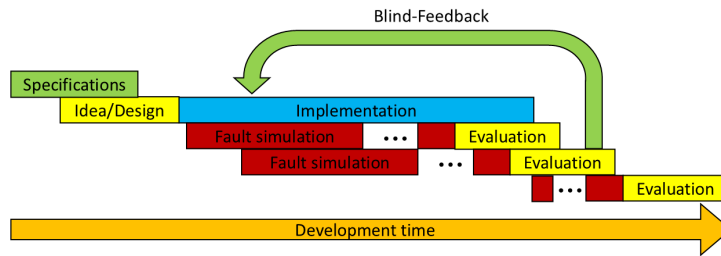 Blind-Feedback
Specifications
Idea/Design
Implementation
Fault simulation
Evaluation
Fault simulation
Evaluation
Evaluation
Development time